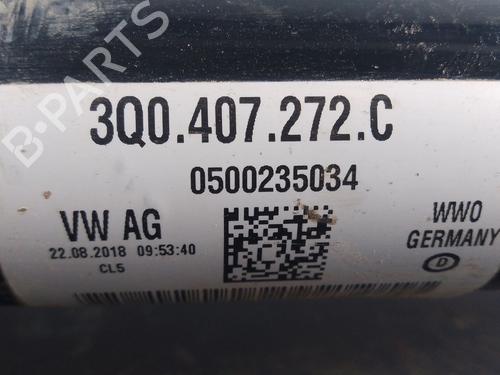 B-PARTS
3Q0.407.272.C
0500235034
VW AG
22.08.2018 09:53:40
CL5
WWO
GERMANY
D